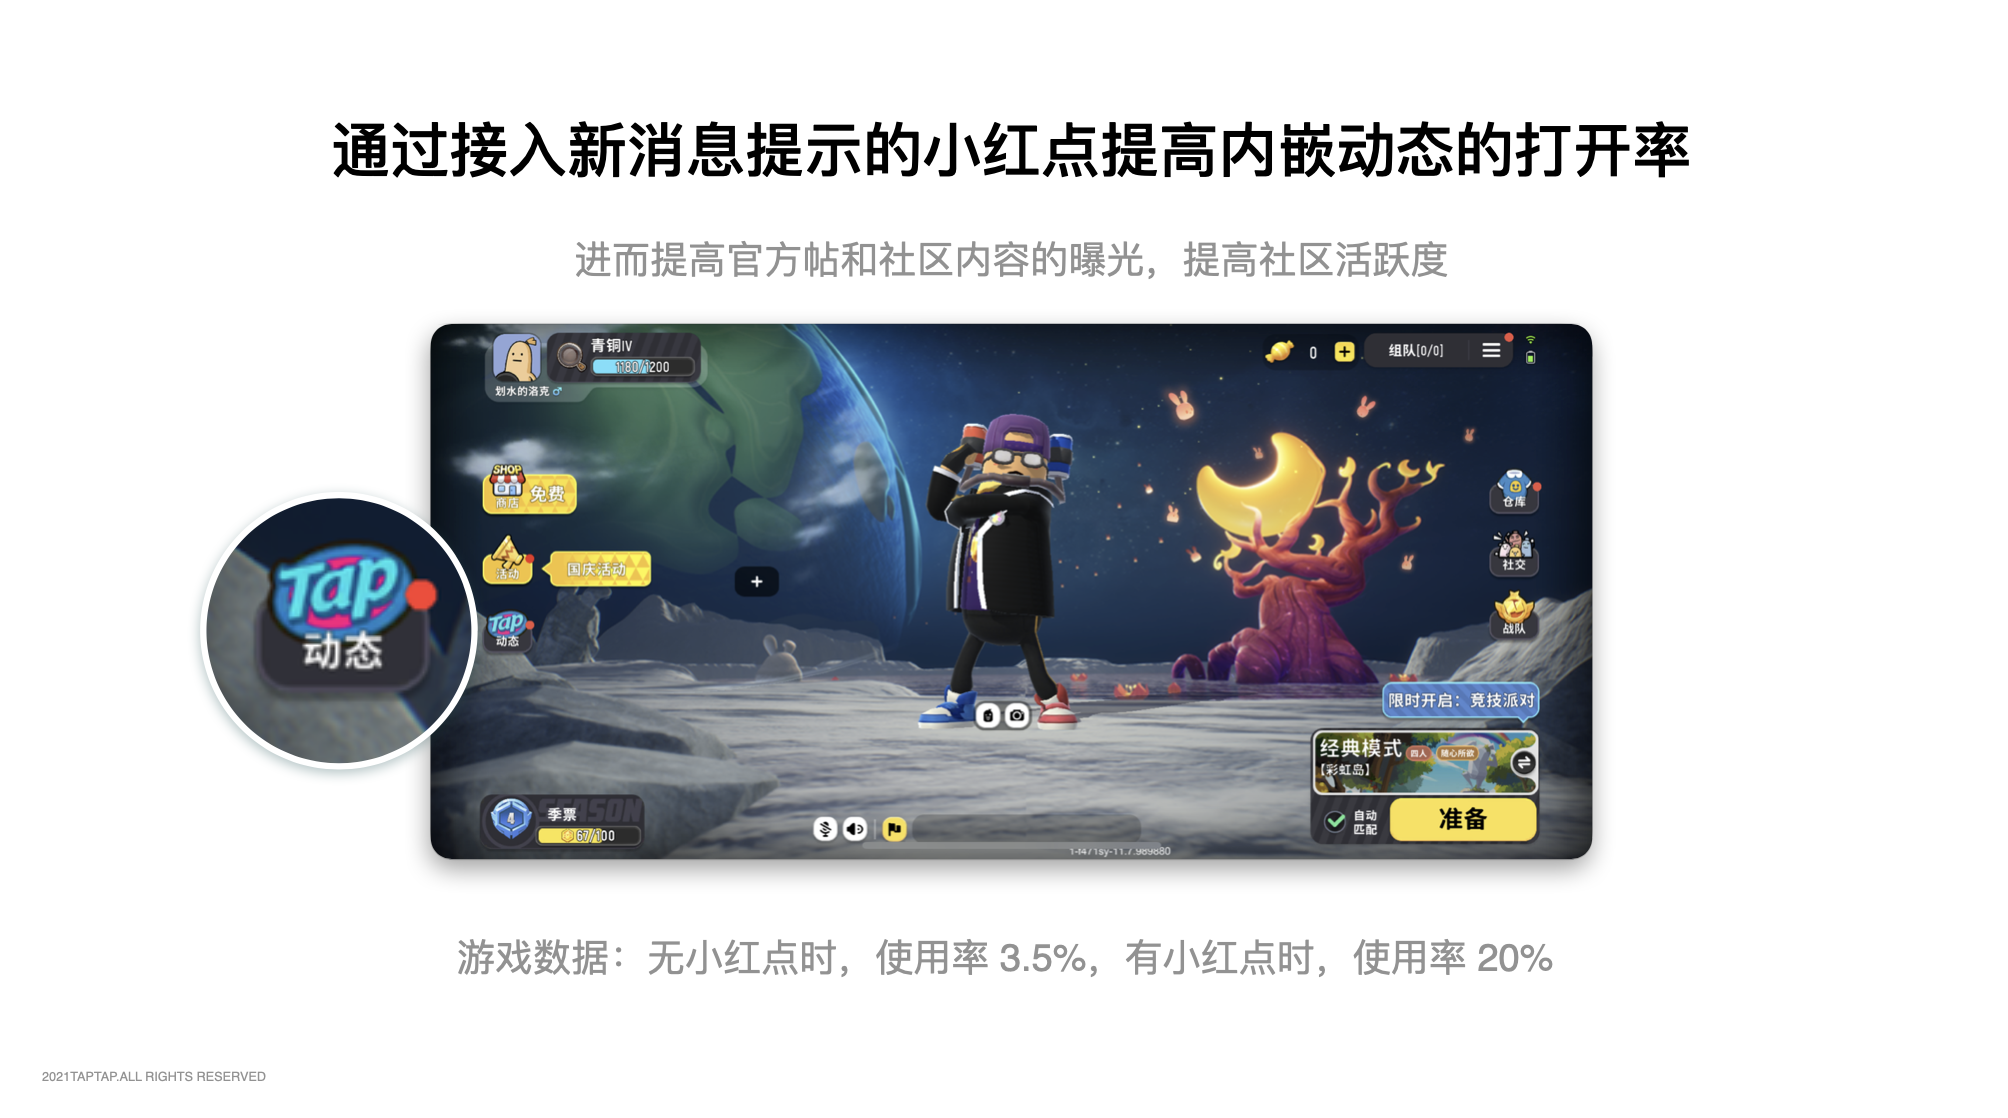 通过接入新消息提示的小红点提高内嵌动态的打开率
进而提高官方帖和社区内容的曝光，提高社区活跃度
青铜IV
1180/1200
划水的洛克
0
组队[0/0]
SHOP
商店
免费
活动
国庆活动
Tap
动态
Tap
动态
仓库
社交
战队
限时开启：竞技派对
经典模式
四人
随心所欲
【彩虹岛】
自动
匹配
准备
4
SEASON
季票
67/100
游戏数据：无小红点时，使用率 3.5%，有小红点时，使用率 20%
2021TAPTAP.ALL RIGHTS RESERVED